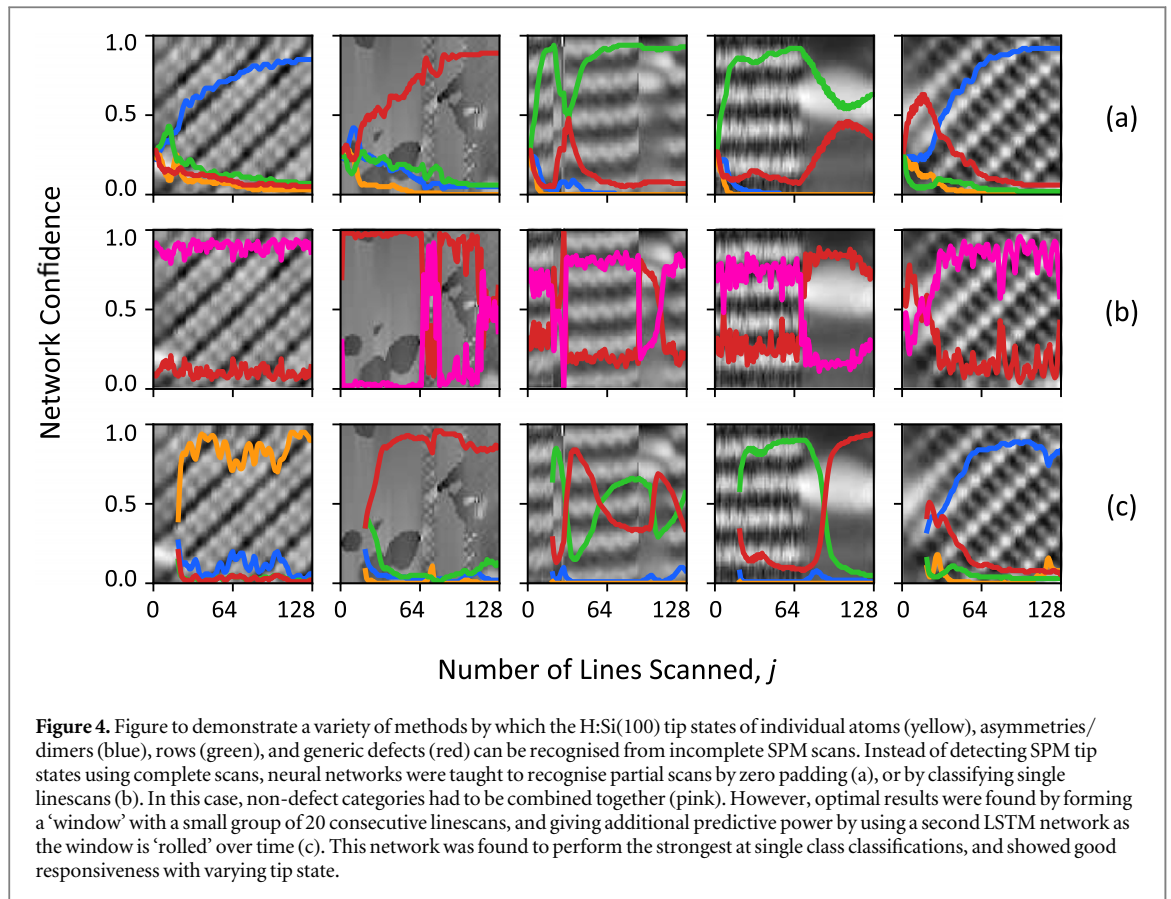 1.0
0.5
0.0
(a)
1.0
0.5
0.0
(b)
1.0
0.5
0.0
(c)
Network Confidence
0 64 128 0 64 128 0 64 128 0 64 128 0 64 128
Number of Lines Scanned, j
Figure 4. Figure to demonstrate a variety of methods by which the H:Si(100) tip states of individual atoms (yellow), asymmetries/
dimers (blue), rows (green), and generic defects (red) can be recognised from incomplete SPM scans. Instead of detecting SPM tip
states using complete scans, neural networks were taught to recognise partial scans by zero padding (a), or by classifying single
linescans (b). In this case, non-defect categories had to be combined together (pink). However, optimal results were found by forming
a ‘window’ with a small group of 20 consecutive linescans, and giving additional predictive power by using a second LSTM network as
the window is ‘rolled’ over time (c). This network was found to perform the strongest at single class classifications, and showed good
responsiveness with varying tip state.